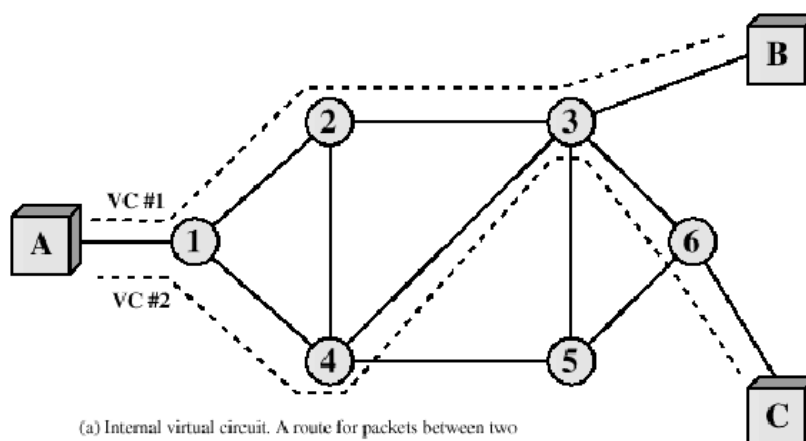 B
2
3
VC #1
A
1
6
VC #2
4
5
(a) Internal virtual circuit. A route for packets between two
C